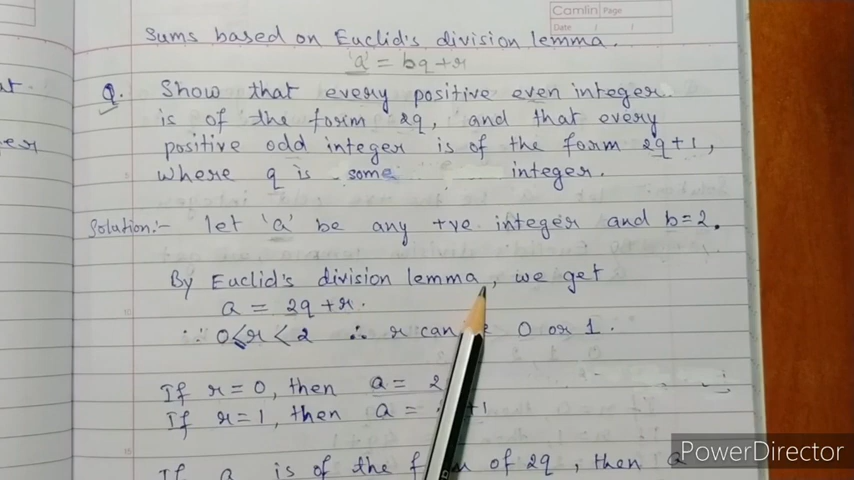 Camlin Page
Date
Sums based on Euclid's division lemma.
'a' = bq + r
Q. Show that every positive even integer
is of the form 2q, and that every
positive odd integer is of the form 2q+1,
where q is some integer.
Solution:- let 'a' be any +ve integer and b=2.
By Euclid's division lemma, we get
a = 2q + r.
∵ 0≤r<2 ∴ r can 0 or 1.
If r=0, then a = 2
If r=1, then a = +1
If a is of the of 2q, then a
PowerDirector